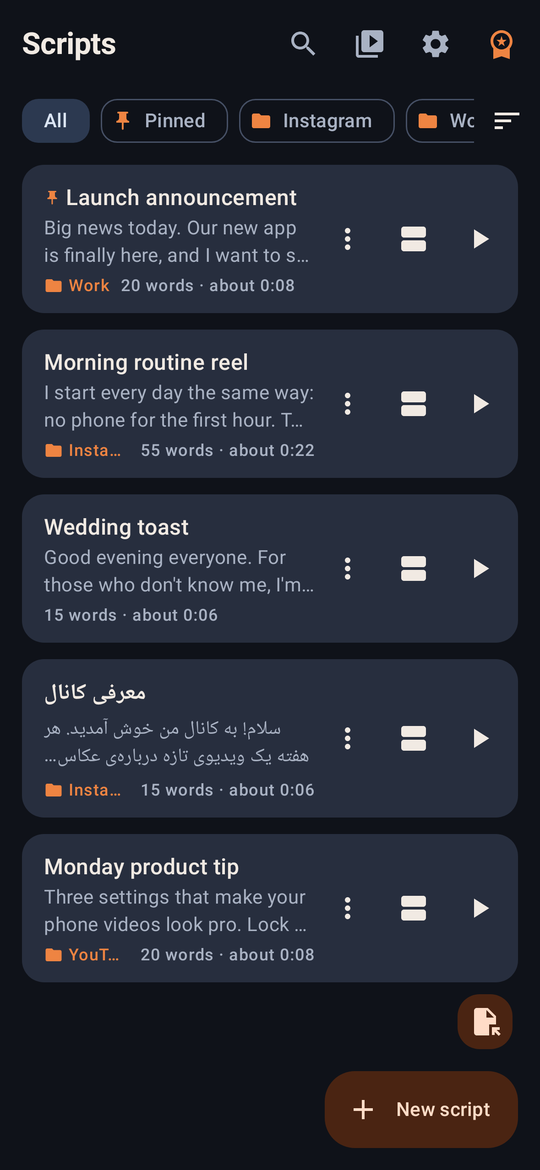 Scripts
All
Pinned
Instagram
Wo
Launch announcement
Big news today. Our new app
is finally here, and I want to s…
Work 20 words · about 0:08
Morning routine reel
I start every day the same way:
no phone for the first hour. T…
Insta… 55 words · about 0:22
Wedding toast
Good evening everyone. For
those who don't know me, I'm…
15 words · about 0:06
معرفی کانال
سلام! به کانال من خوش آمدید. هر
هفته یک ویدیوی تازه درباره‌ی عکاس…
Insta… 15 words · about 0:06
Monday product tip
Three settings that make your
phone videos look pro. Lock …
YouT… 20 words · about 0:08
New script